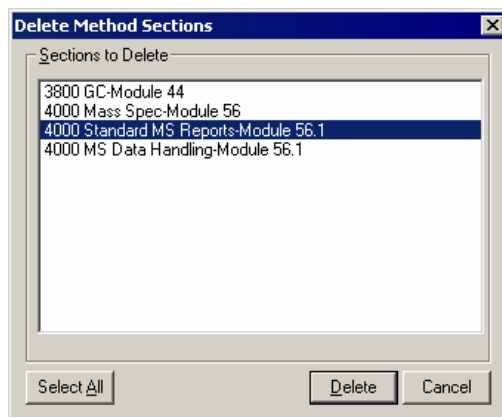 Delete Method Sections
Sections to Delete
3800 GC-Module 44
4000 Mass Spec-Module 56
4000 Standard MS Reports-Module 56.1
4000 MS Data Handling-Module 56.1
Select All Delete Cancel